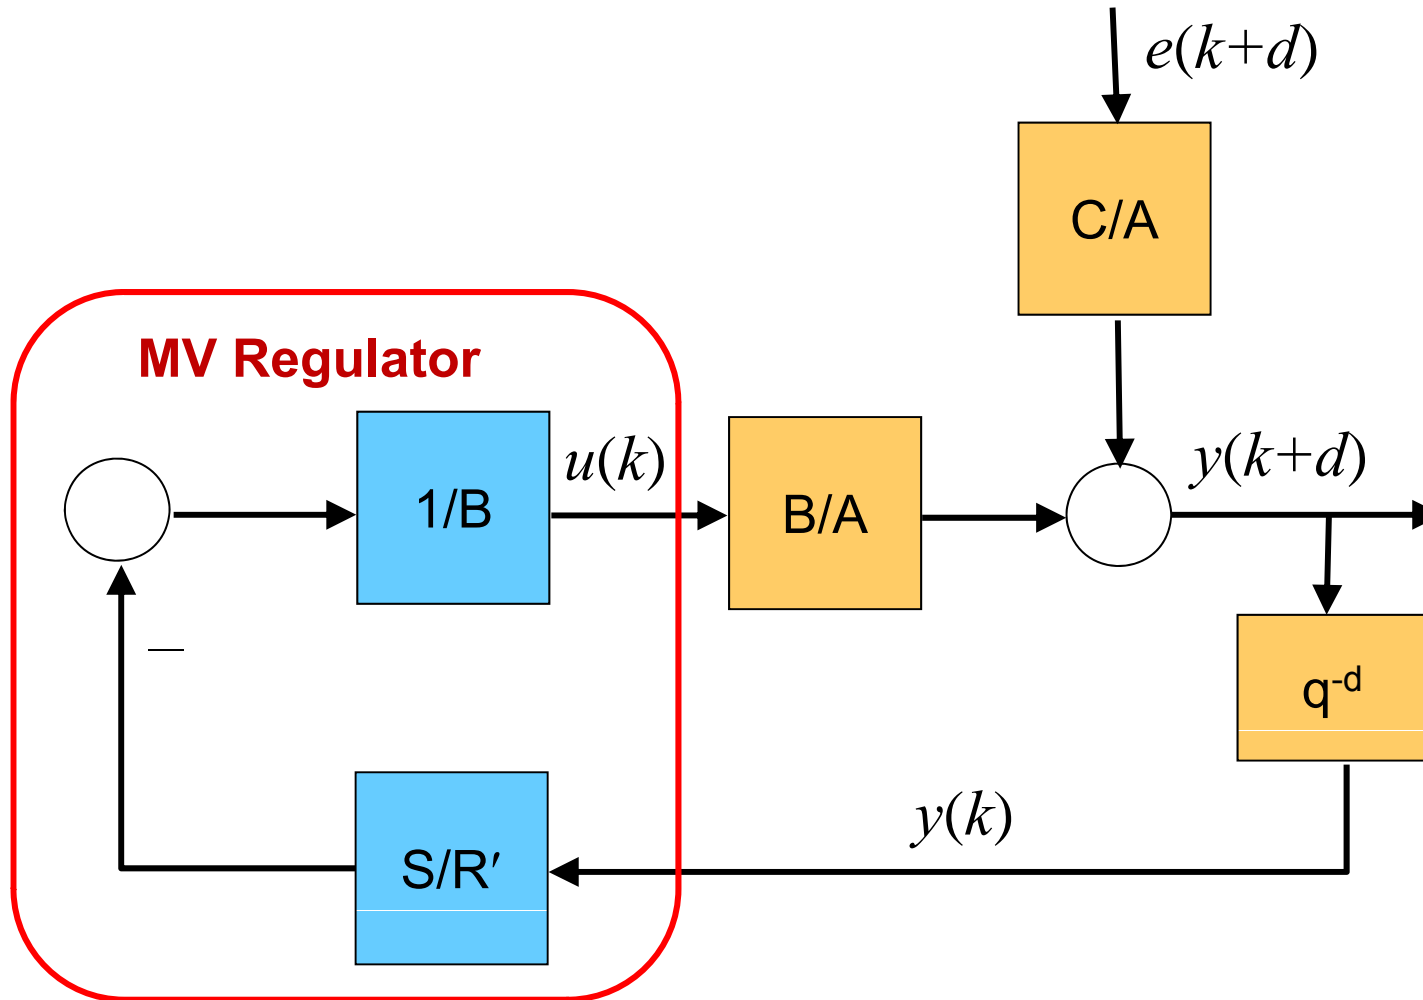 e(k+d)
C/A
MV Regulator
1/B
u(k)
B/A
y(k+d)
—
q⁻ᵈ
S/R′
y(k)